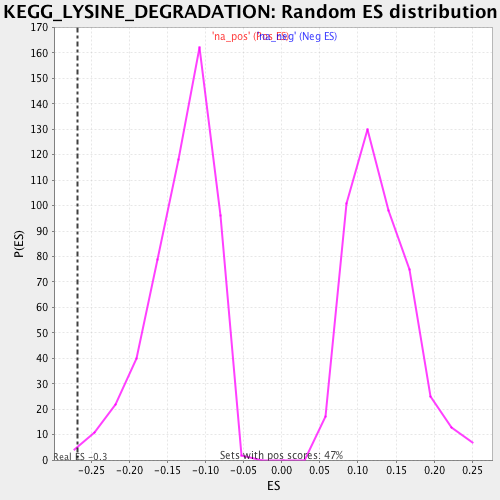 KEGG_LYSINE_DEGRADATION: Random ES distribution
'na_pos' (Pos ES)
'na_neg' (Neg ES)
170
160
150
140
130
120
110
100
90
80
70
60
50
40
30
20
10
0
P(ES)
Real ES -0.3
Sets with pos scores: 47%
-0.25 -0.20 -0.15 -0.10 -0.05 0.00 0.05 0.10 0.15 0.20 0.25
ES